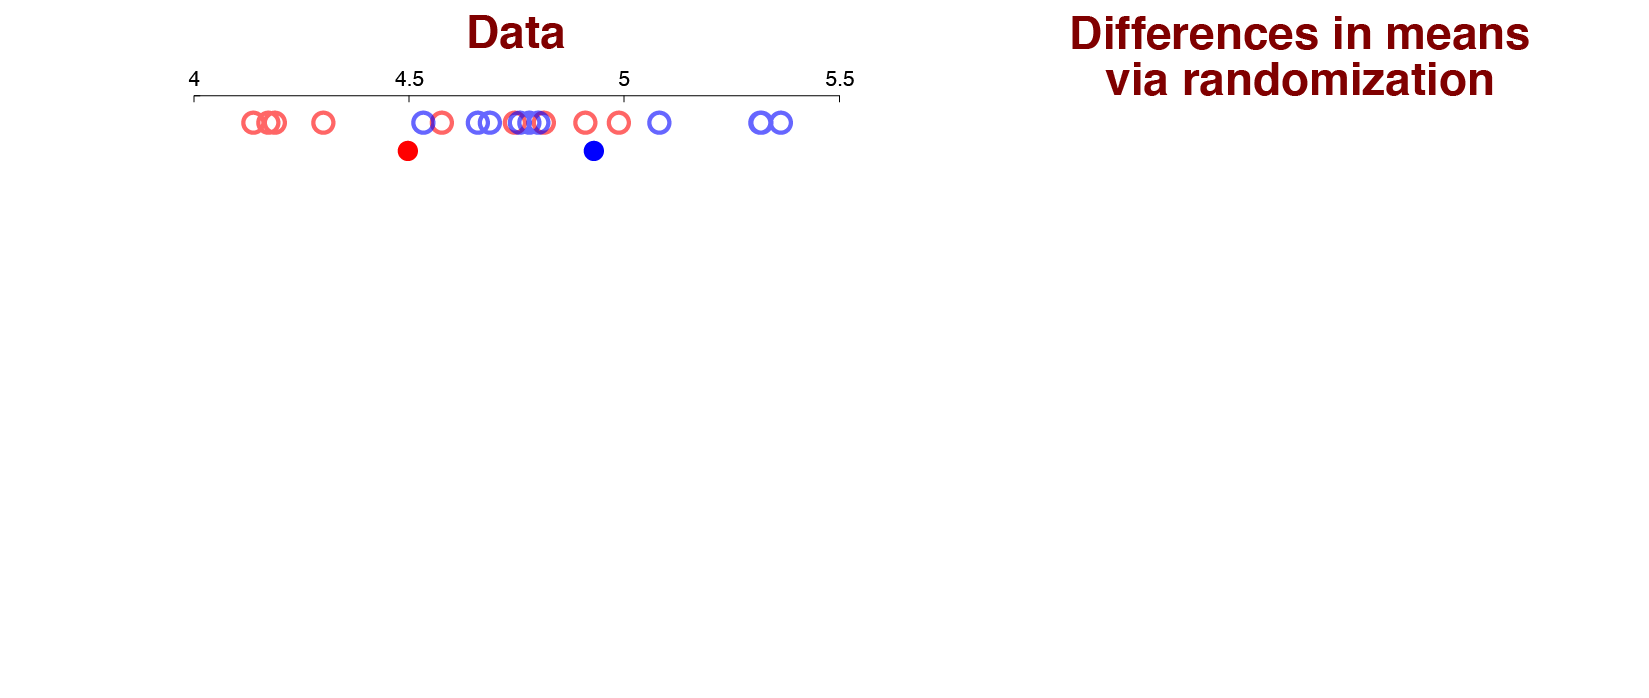 Data
4 4.5 5 5.5
Differences in means
via randomization